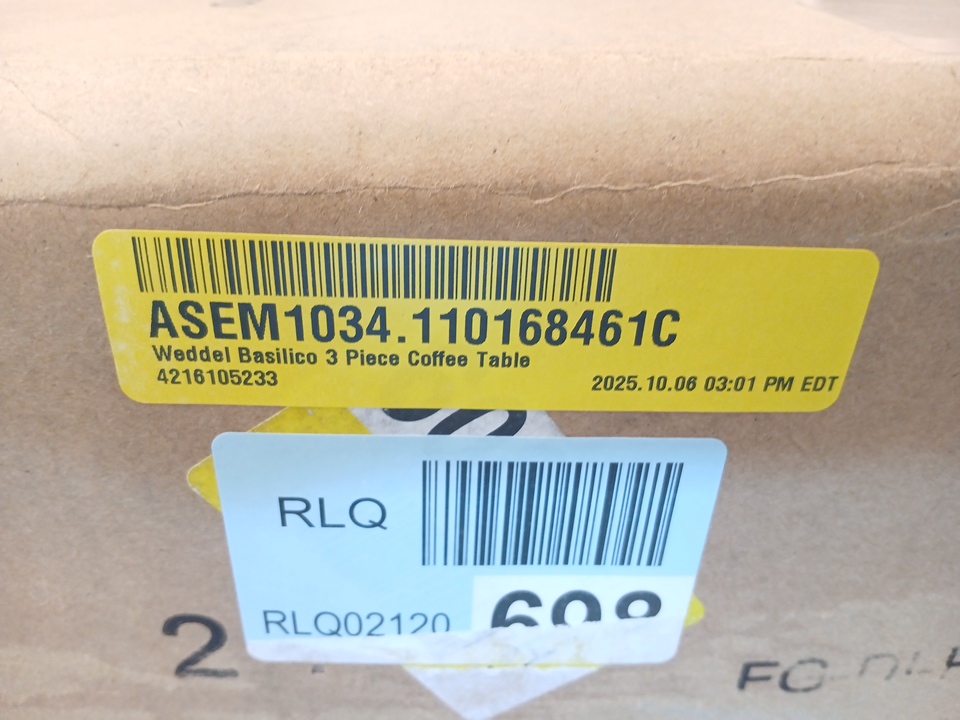 ASEM1034.110168461C
Weddel Basilico 3 Piece Coffee Table
4216105233
2025.10.06 03:01 PM EDT
RLQ
RLQ02120
698
2